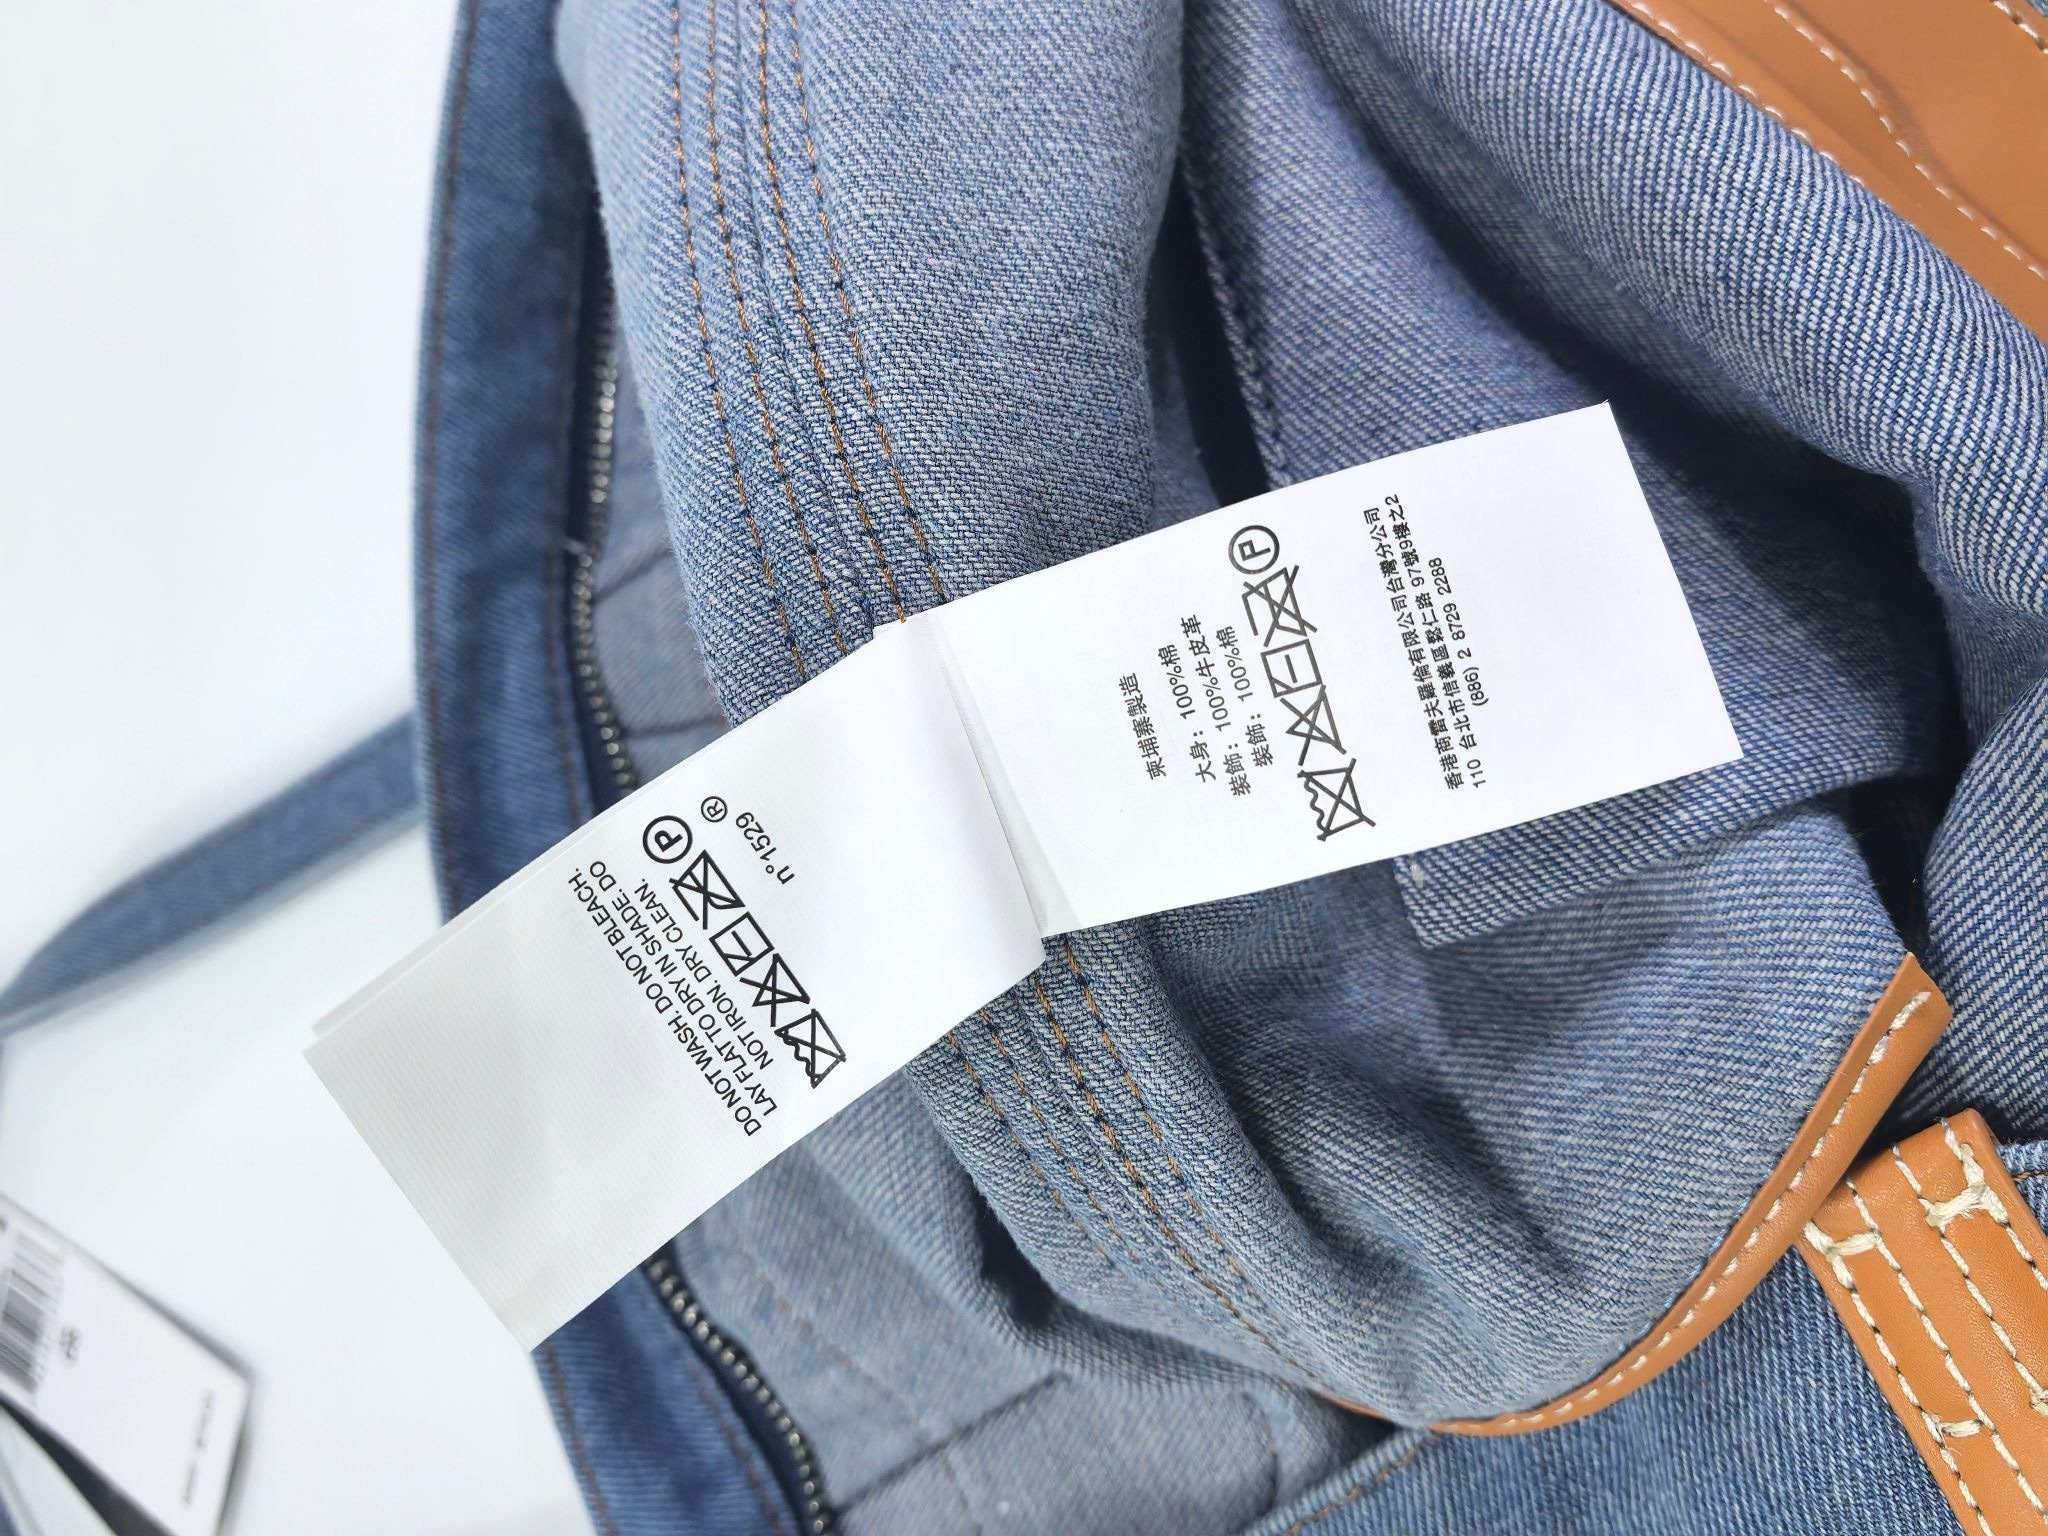 DO NOT WASH. DO NOT BLEACH.
LAY FLAT TO DRY IN SHADE. DO
NOT IRON. DRY CLEAN.
P
n°1529 ®
柬埔寨製造
大身: 100%棉
裝飾: 100%牛皮革
裝飾: 100%棉
P
香港商雷夫羅倫有限公司台灣分公司
110 台北市信義區松仁路 97號9樓之2
(886) 2 8729 2288